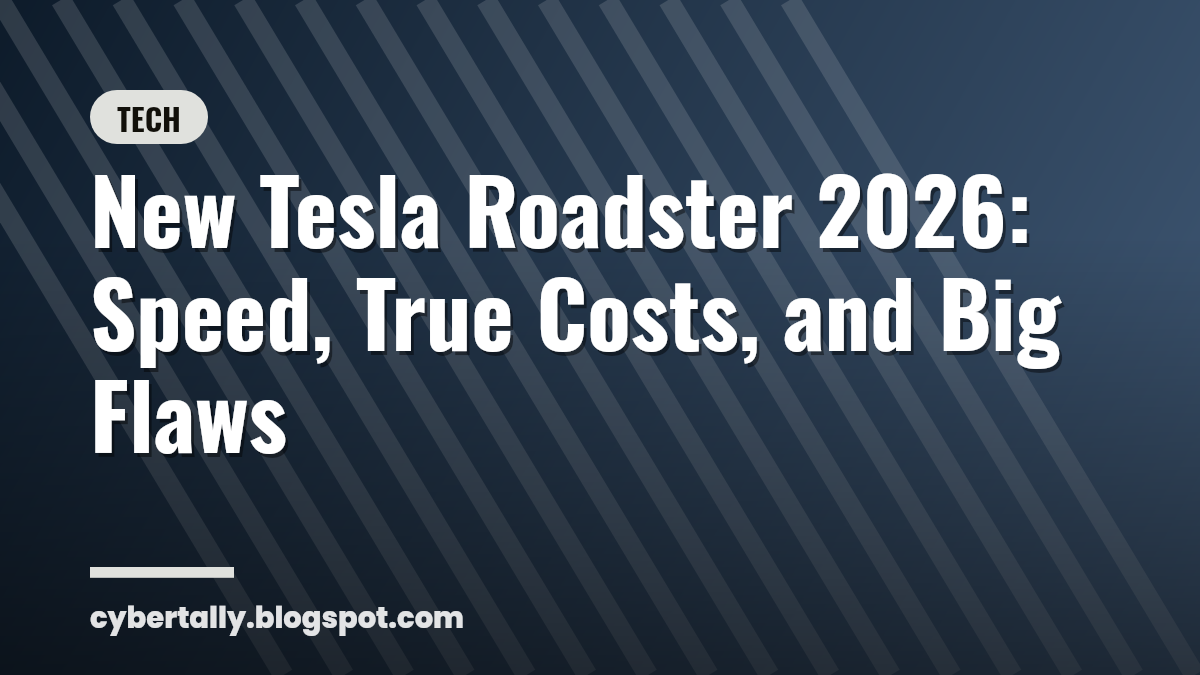 TECH
New Tesla Roadster 2026:
Speed, True Costs, and Big
Flaws
cybertally.blogspot.com